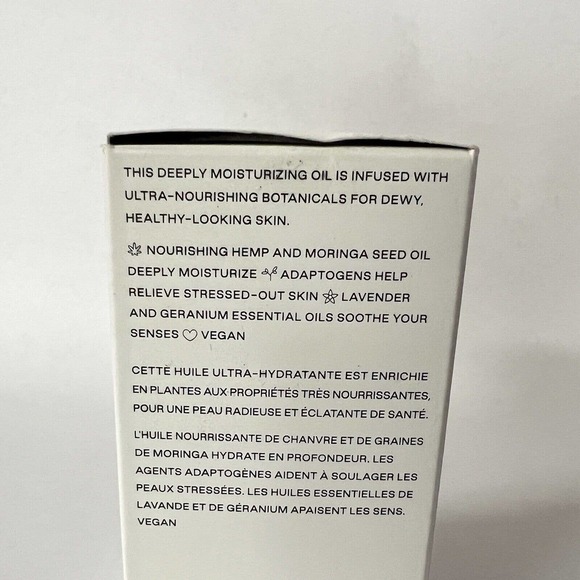 THIS DEEPLY MOISTURIZING OIL IS INFUSED WITH
ULTRA-NOURISHING BOTANICALS FOR DEWY,
HEALTHY-LOOKING SKIN.
NOURISHING HEMP AND MORINGA SEED OIL
DEEPLY MOISTURIZE ADAPTOGENS HELP
RELIEVE STRESSED-OUT SKIN LAVENDER
AND GERANIUM ESSENTIAL OILS SOOTHE YOUR
SENSES VEGAN
CETTE HUILE ULTRA-HYDRATANTE EST ENRICHIE
EN PLANTES AUX PROPRIÉTÉS TRÈS NOURRISSANTES,
POUR UNE PEAU RADIEUSE ET ÉCLATANTE DE SANTÉ.
L'HUILE NOURRISSANTE DE CHANVRE ET DE GRAINES
DE MORINGA HYDRATE EN PROFONDEUR. LES
AGENTS ADAPTOGÈNES AIDENT À SOULAGER LES
PEAUX STRESSÉES. LES HUILES ESSENTIELLES DE
LAVANDE ET DE GÉRANIUM APAISENT LES SENS.
VEGAN